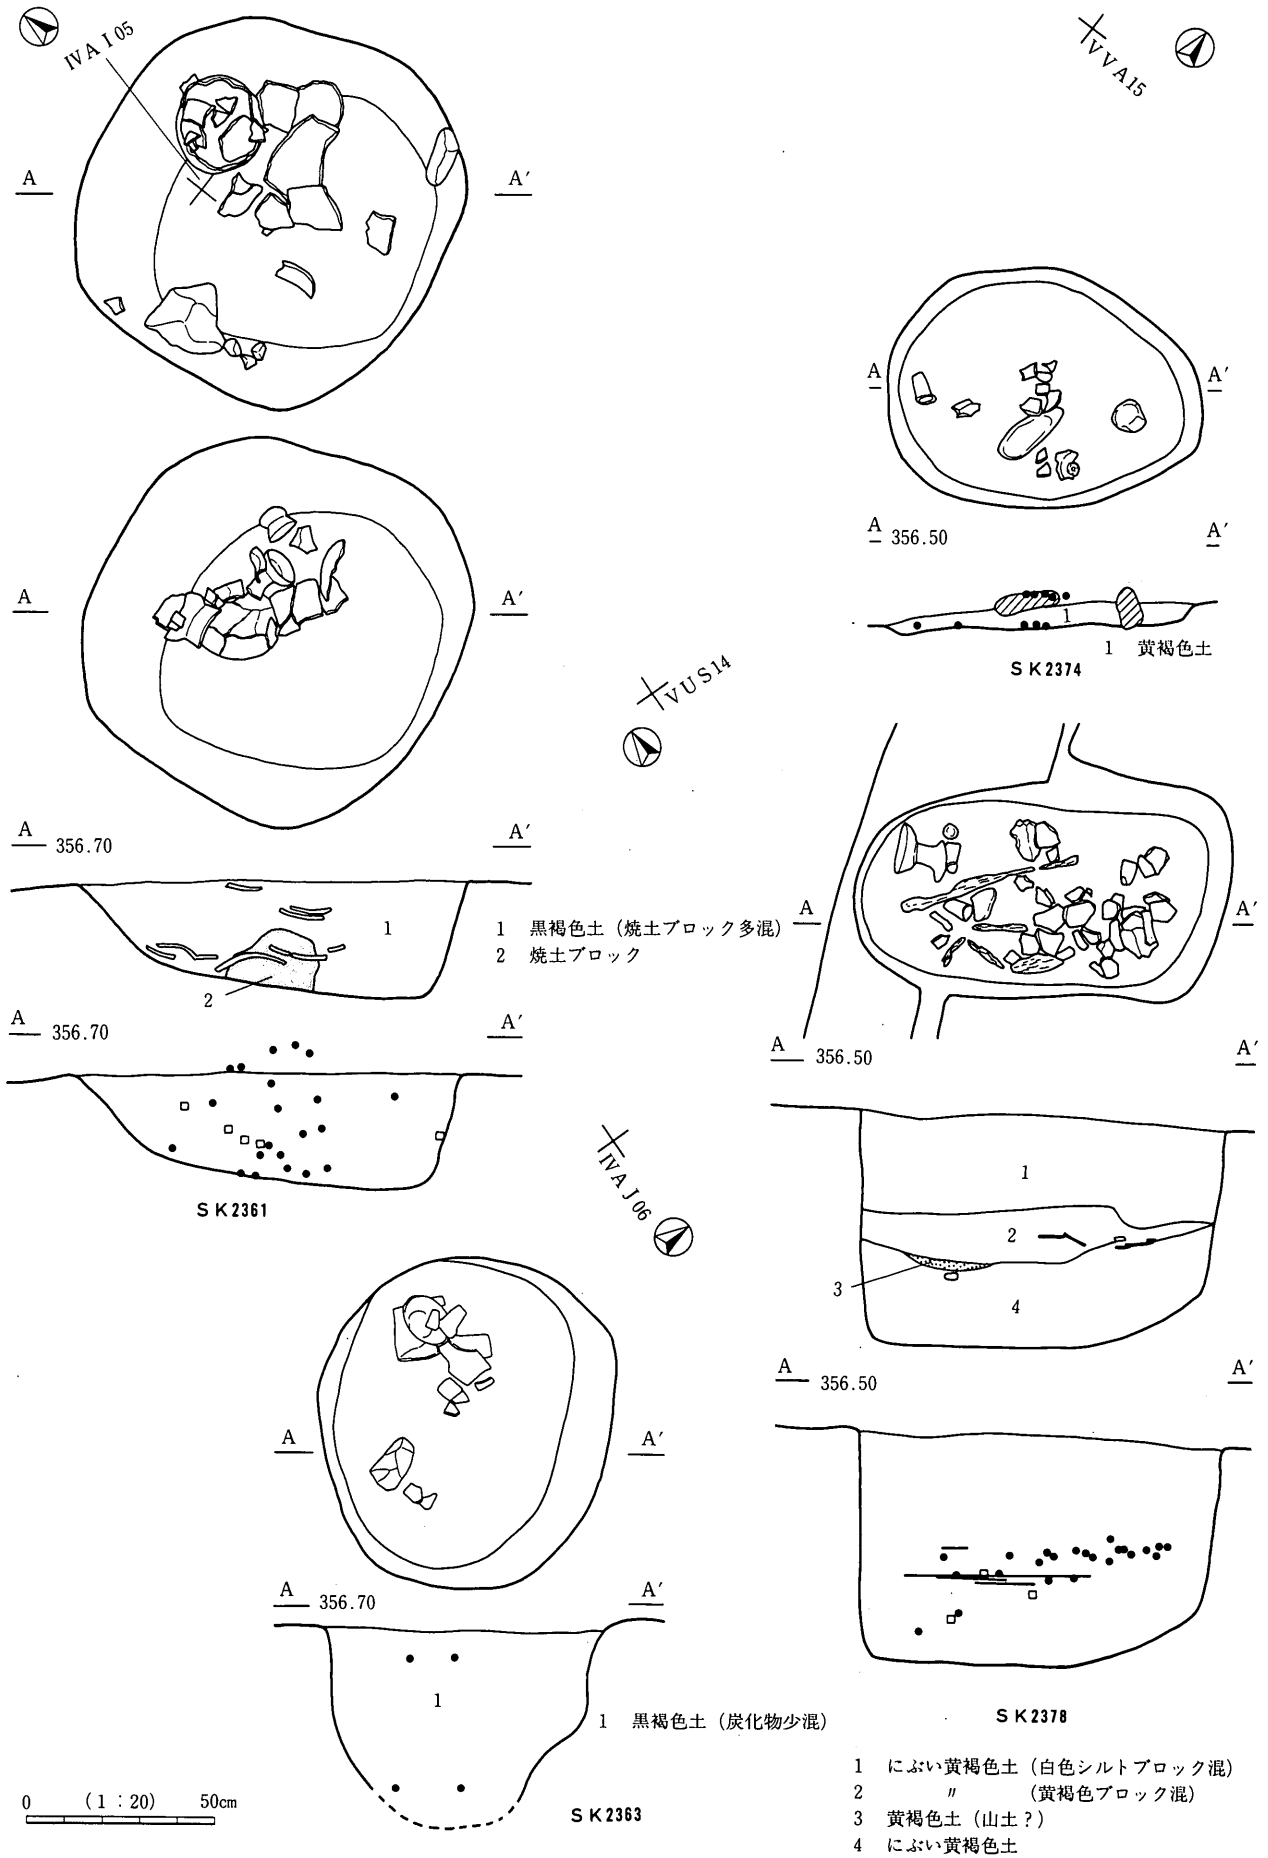 IVA I 05
A A′
A A′
A 356.70 A′
1
2
1 黒褐色土（焼土ブロック多混）
2 焼土ブロック
A 356.70 A′
SK2361
VVA15
A A′
A 356.50 A′
1
1 黄褐色土
SK2374
VUS14
A A′
A 356.50 A′
1
2
3
4
A 356.50 A′
SK2378
1 にぶい黄褐色土（白色シルトブロック混）
2 〃 （黄褐色ブロック混）
3 黄褐色土（山土？）
4 にぶい黄褐色土
IVA J 06
A A′
A 356.70 A′
1
1 黒褐色土（炭化物少混）
SK2363
0 （1：20） 50cm